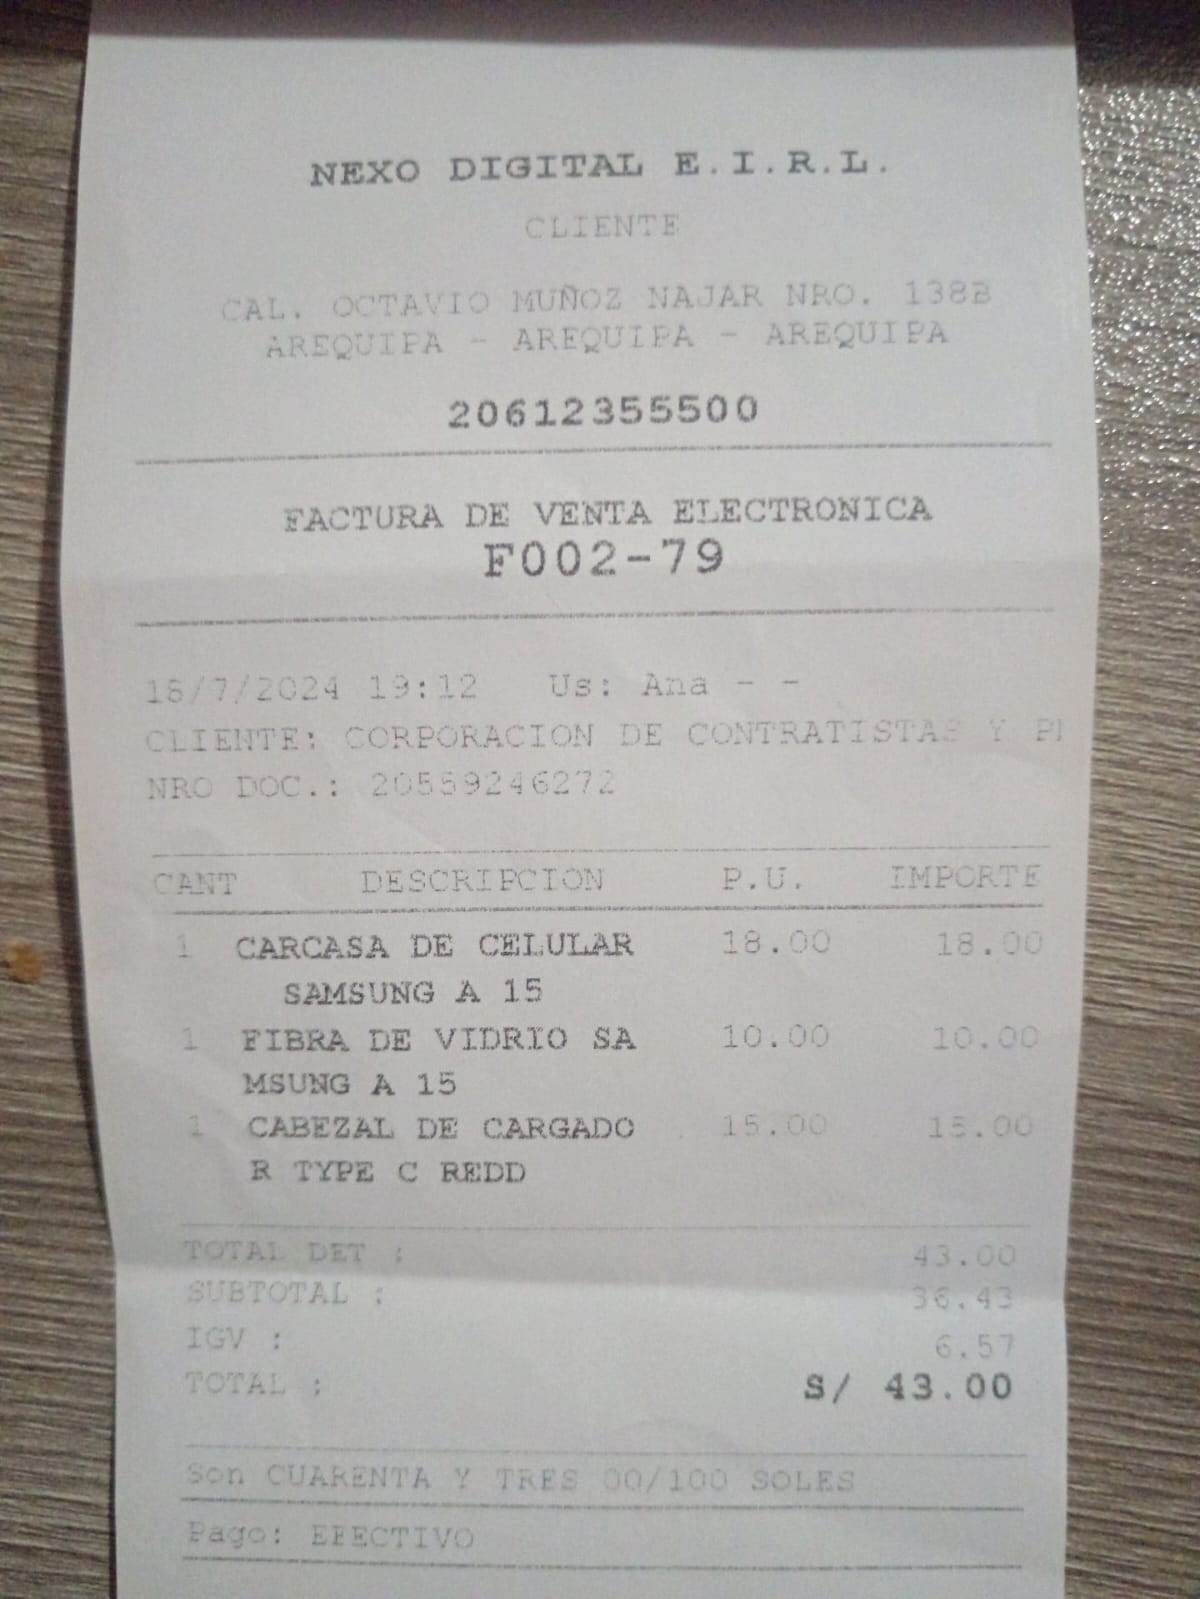 NEXO DIGITAL E.I.R.L.
CLIENTE
CAL. OCTAVIO MUÑOZ NAJAR NRO. 138B
AREQUIPA - AREQUIPA - AREQUIPA
20612355500
FACTURA DE VENTA ELECTRONICA
F002-79
/7/2024 19:12 Us: Ana - -
CLIENTE: CORPORACION DE CONTRATISTAS Y
NRO DOC.: 20559246272
CANT DESCRIPCION P.U. IMPORTE
1 CARCASA DE CELULAR 18.00 18.00
SAMSUNG A 15
1 FIBRA DE VIDRIO SA 10.00 10.00
MSUNG A 15
1 CABEZAL DE CARGADO 15.00 15.00
R TYPE C REDD
TOTAL DET : 43.00
SUBTOTAL : 36.43
IGV : 6.57
TOTAL : S/ 43.00
Son CUARENTA Y TRES 00/100 SOLES
Pago: EFECTIVO